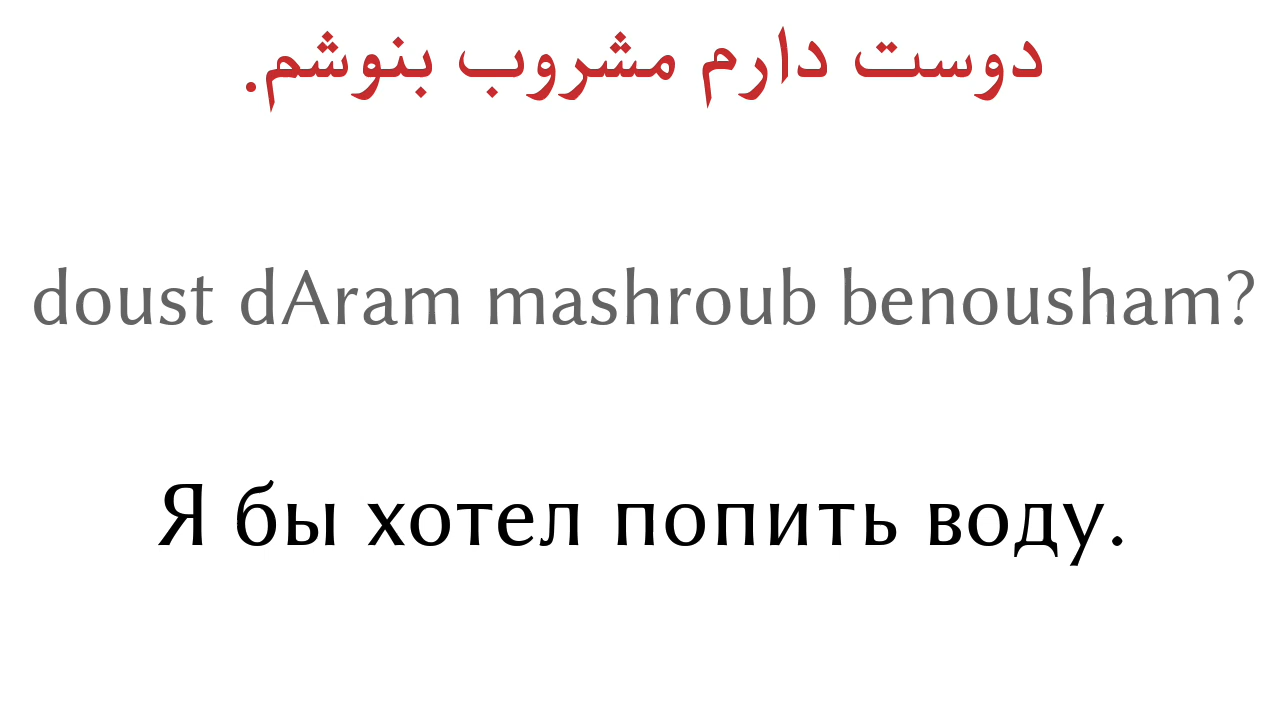 دوست دارم مشروب بنوشم.
doust dAram mashroub benousham?
Я бы хотел попить воду.